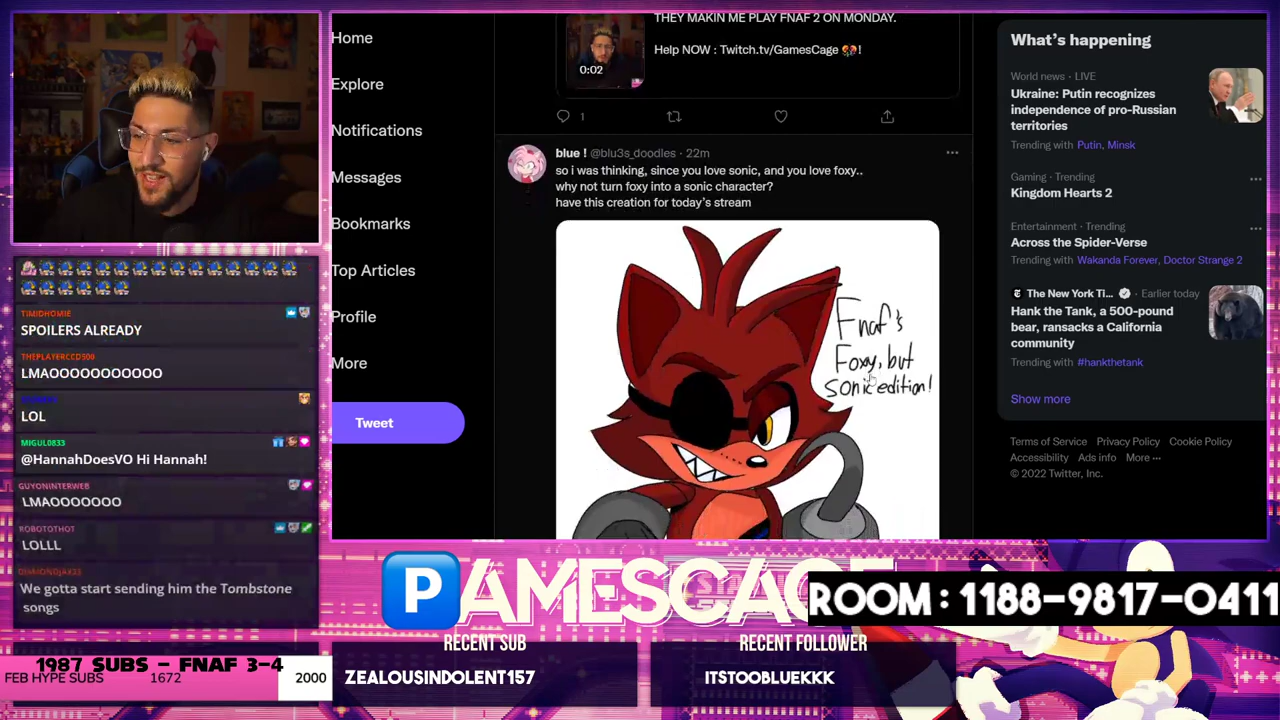 Home
Explore
Notifications
Messages
Bookmarks
Top Articles
Profile
More
Tweet
THEY MAKIN ME PLAY FNAF 2 ON MONDAY.
Help NOW : Twitch.tv/GamesCage !
0:02
1
blue ! @blu3s_doodles · 22m
so i was thinking, since you love sonic, and you love foxy..
why not turn foxy into a sonic character?
have this creation for today's stream
Fnaf's
Foxy, but
sonic edition!
What's happening
World news · LIVE
Ukraine: Putin recognizes
independence of pro-Russian
territories
Trending with Putin, Minsk
Gaming · Trending
Kingdom Hearts 2
Entertainment · Trending
Across the Spider-Verse
Trending with Wakanda Forever, Doctor Strange 2
The New York Ti... · Earlier today
Hank the Tank, a 500-pound
bear, ransacks a California
community
Trending with #hankthetank
Show more
Terms of Service Privacy Policy Cookie Policy
Accessibility Ads info More ···
© 2022 Twitter, Inc.
TIMIDHOMIE
SPOILERS ALREADY
THEPLAYERCCD500
LMAOOOOOOOOOOO
LOL
MIGUL0833
@HannahDoesVO Hi Hannah!
GUYONINTERWEB
LMAOOOOOOO
ROBOTOTHOT
LOLLL
We gotta start sending him the Tombstone
songs
PAMESCAGE
ROOM : 1188-9817-0411
RECENT SUB
ZEALOUSINDOLENT157
RECENT FOLLOWER
ITSTOOBLUEKKK
1987 SUBS - FNAF 3-4
FEB HYPE SUBS 1672 2000